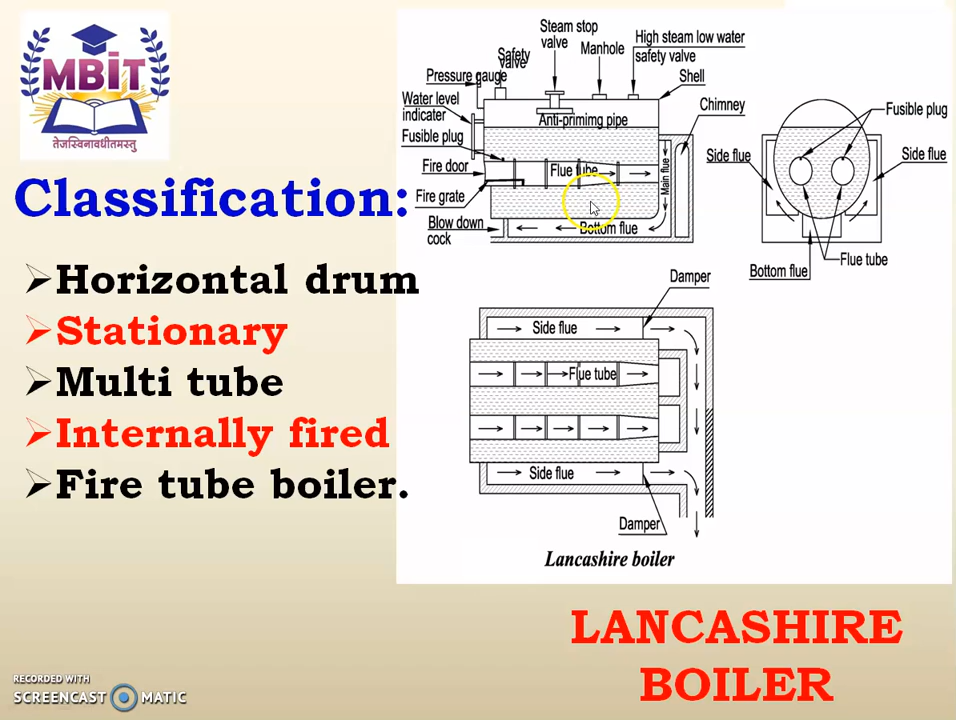 MBiT
तेजस्विनावधीतमस्तु
Classification:
Horizontal drum
Stationary
Multi tube
Internally fired
Fire tube boiler.
Steam stop
valve
Manhole
High steam low water
safety valve
Safety
valve
Pressure gauge
Shell
Water level
indicater
Anti-primimg pipe
Chimney
Fusible plug
Fire door
Flue tube
Main flue
Fire grate
Blow down
cock
Bottom flue
Fusible plug
Side flue
Side flue
Flue tube
Bottom flue
Damper
Side flue
Flue tube
Side flue
Damper
Lancashire boiler
LANCASHIRE
BOILER
RECORDED WITH
SCREENCAST MATIC